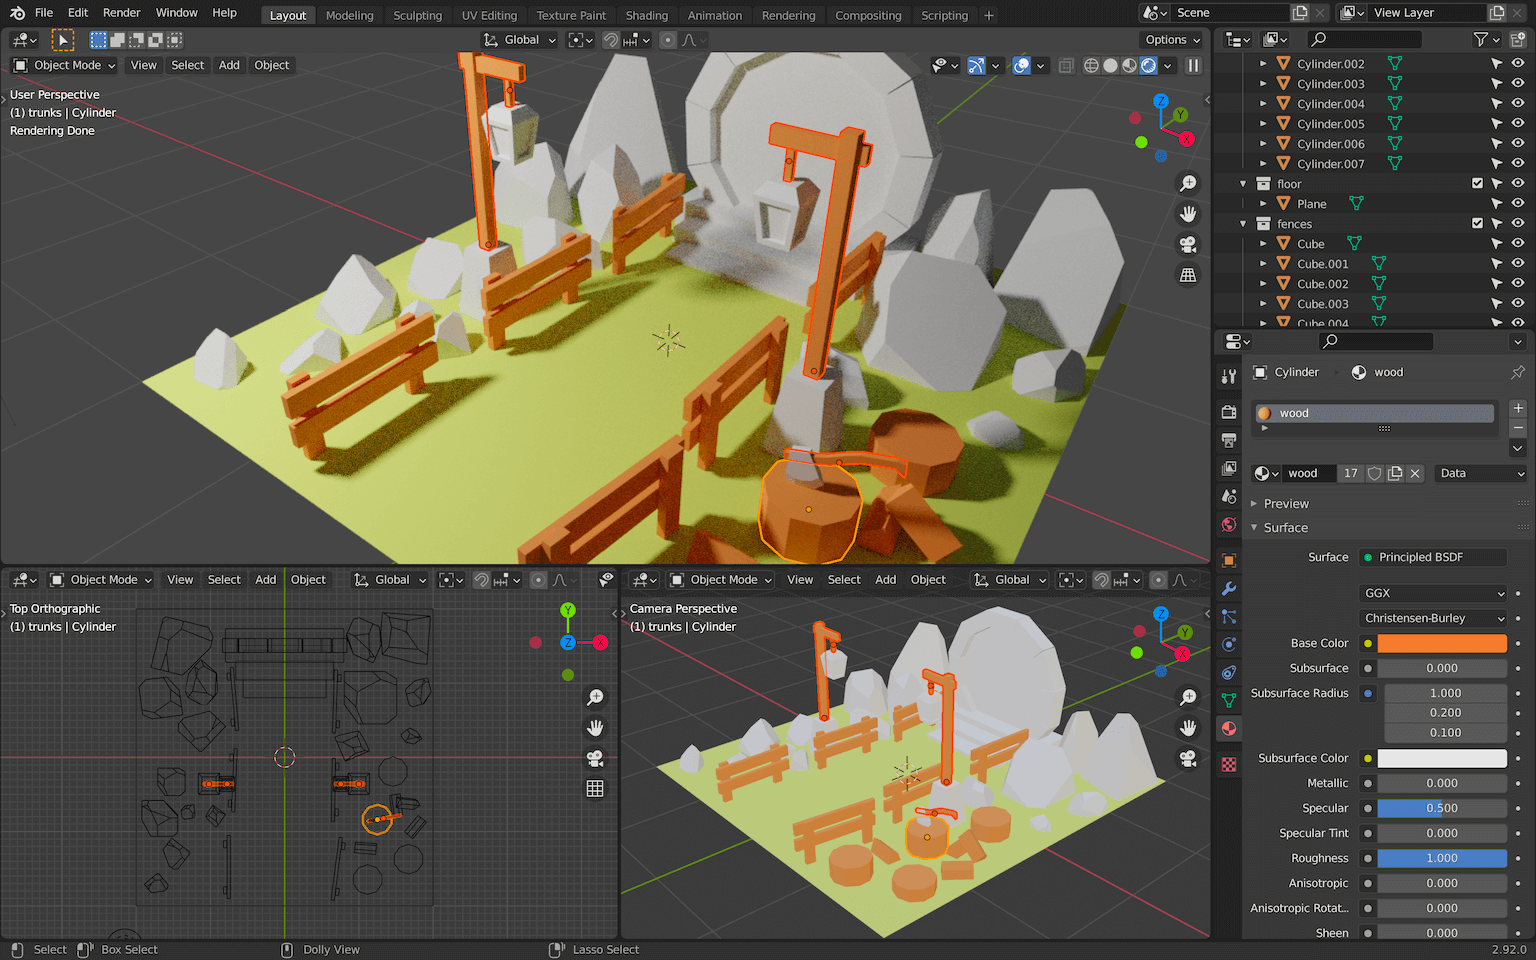 File Edit Render Window Help
Layout Modeling Sculpting UV Editing Texture Paint Shading Animation Rendering Compositing Scripting +
Scene
View Layer
Global
Options
Object Mode View Select Add Object
User Perspective
(1) trunks | Cylinder
Rendering Done
Z
Y
X
Cylinder.002
Cylinder.003
Cylinder.004
Cylinder.005
Cylinder.006
Cylinder.007
floor
Plane
fences
Cube
Cube.001
Cube.002
Cube.003
Cube.004
Cylinder
wood
wood
wood 17 Data
Preview
Surface
Surface Principled BSDF
GGX
Christensen-Burley
Base Color
Subsurface 0.000
Subsurface Radius 1.000
0.200
0.100
Subsurface Color
Metallic 0.000
Specular 0.500
Specular Tint 0.000
Roughness 1.000
Anisotropic 0.000
Anisotropic Rotat... 0.000
Sheen 0.000
Object Mode View Select Add Object Global
Top Orthographic
(1) trunks | Cylinder
Y
Z
X
Object Mode View Select Add Object Global
Camera Perspective
(1) trunks | Cylinder
Z
Y
X
Select Box Select Dolly View Lasso Select 2.92.0